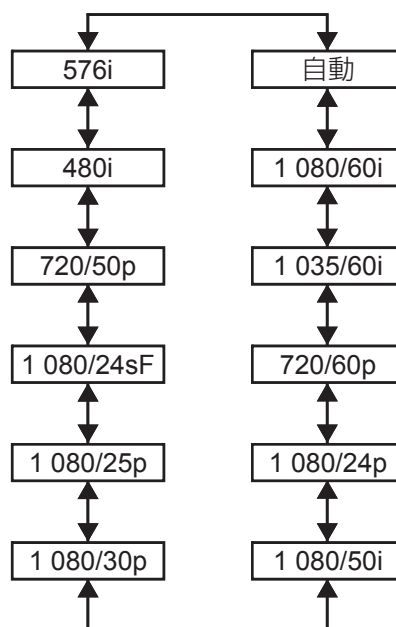 576i
自動
480i
1 080/60i
720/50p
1 035/60i
1 080/24sF
720/60p
1 080/25p
1 080/24p
1 080/30p
1 080/50i